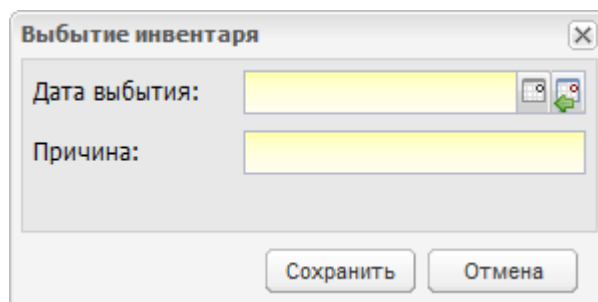 Выбытие инвентаря
Дата выбытия:
Причина:
Сохранить Отмена